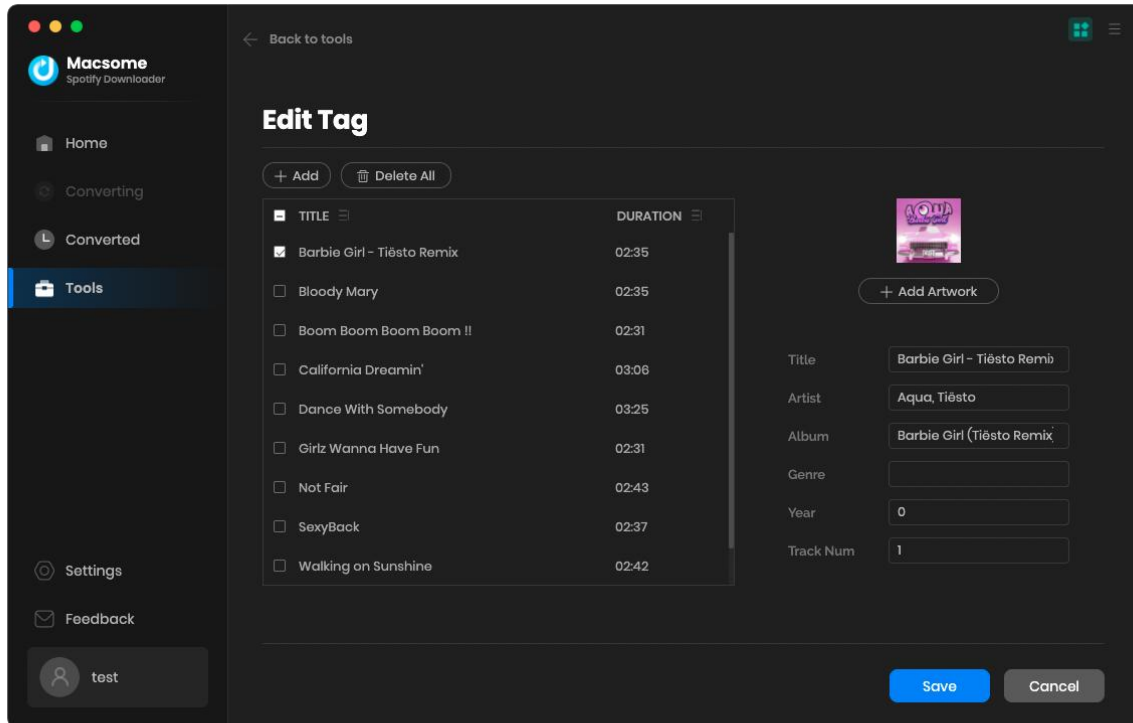 Macsome
Spotify Downloader
Home
Converting
Converted
Tools
Settings
Feedback
test
Back to tools
Edit Tag
+ Add
Delete All
TITLE DURATION
Barbie Girl - Tiësto Remix 02:35
Bloody Mary 02:35
Boom Boom Boom Boom !! 02:31
California Dreamin' 03:06
Dance With Somebody 03:25
Girlz Wanna Have Fun 02:31
Not Fair 02:43
SexyBack 02:37
Walking on Sunshine 02:42
AQUA
+ Add Artwork
Title Barbie Girl - Tiësto Remix
Artist Aqua, Tiësto
Album Barbie Girl (Tiësto Remix
Genre
Year 0
Track Num 1
Save Cancel